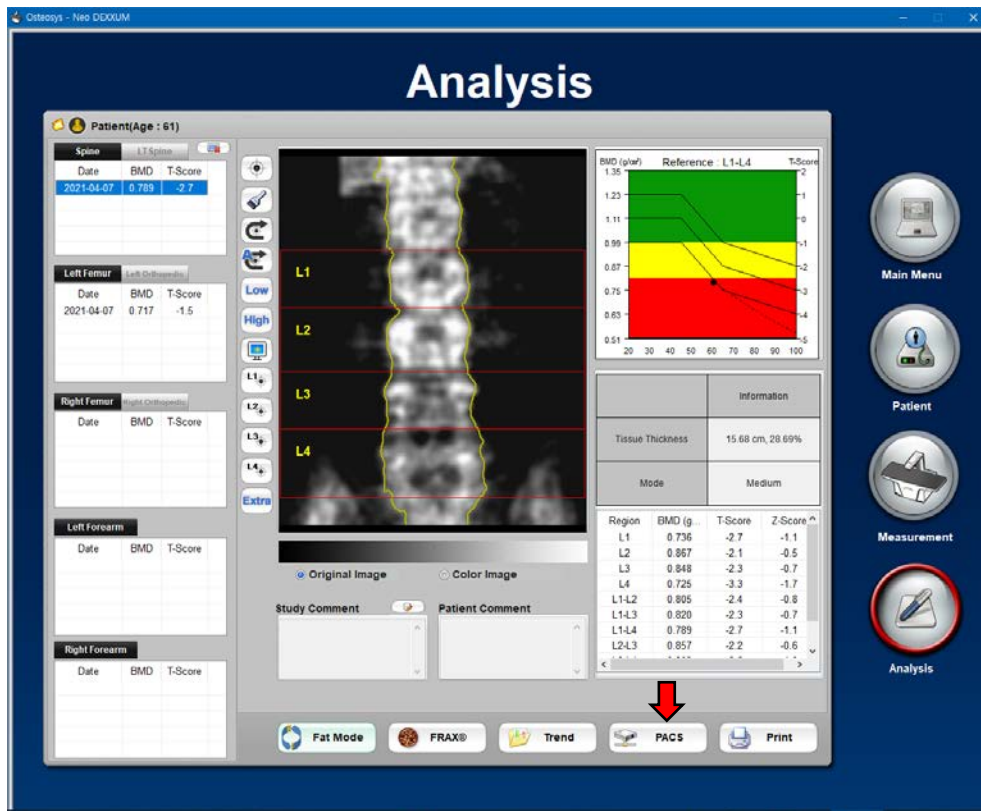 Osteosys - Neo DEXXUM
Analysis
Patient(Age : 61)
Spine LT Spine
Date BMD T-Score
2021-04-07 0.789 -2.7
Left Femur Left Orthopedic
Date BMD T-Score
2021-04-07 0.717 -1.5
Right Femur Right Orthopedic
Date BMD T-Score
Left Forearm
Date BMD T-Score
Right Forearm
Date BMD T-Score
A
Low
High
L1
L2
L3
L4
Extra
L1
L2
L3
L4
Original Image Color Image
Study Comment Patient Comment
BMD (g/cm²) Reference : L1-L4 T-Score
1.35 2
1.23 1
1.11 0
0.99 -1
0.87 -2
0.75 -3
0.63 -4
0.51 -5
20 30 40 50 60 70 80 90 100
Information
Tissue Thickness 15.68 cm, 28.69%
Mode Medium
Region BMD (g... T-Score Z-Score
L1 0.736 -2.7 -1.1
L2 0.867 -2.1 -0.5
L3 0.848 -2.3 -0.7
L4 0.725 -3.3 -1.7
L1-L2 0.805 -2.4 -0.8
L1-L3 0.820 -2.3 -0.7
L1-L4 0.789 -2.7 -1.1
L2-L3 0.857 -2.2 -0.6
Fat Mode FRAX® Trend PACS Print
Main Menu
Patient
Measurement
Analysis